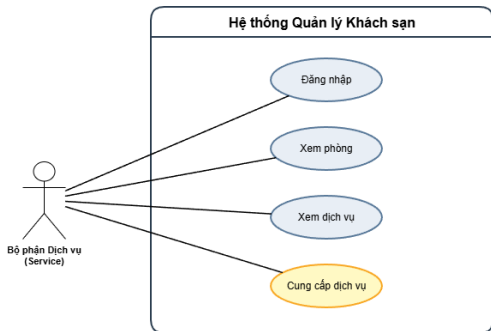 Hệ thống Quản lý Khách sạn
Đăng nhập
Xem phòng
Xem dịch vụ
Cung cấp dịch vụ
Bộ phận Dịch vụ
(Service)